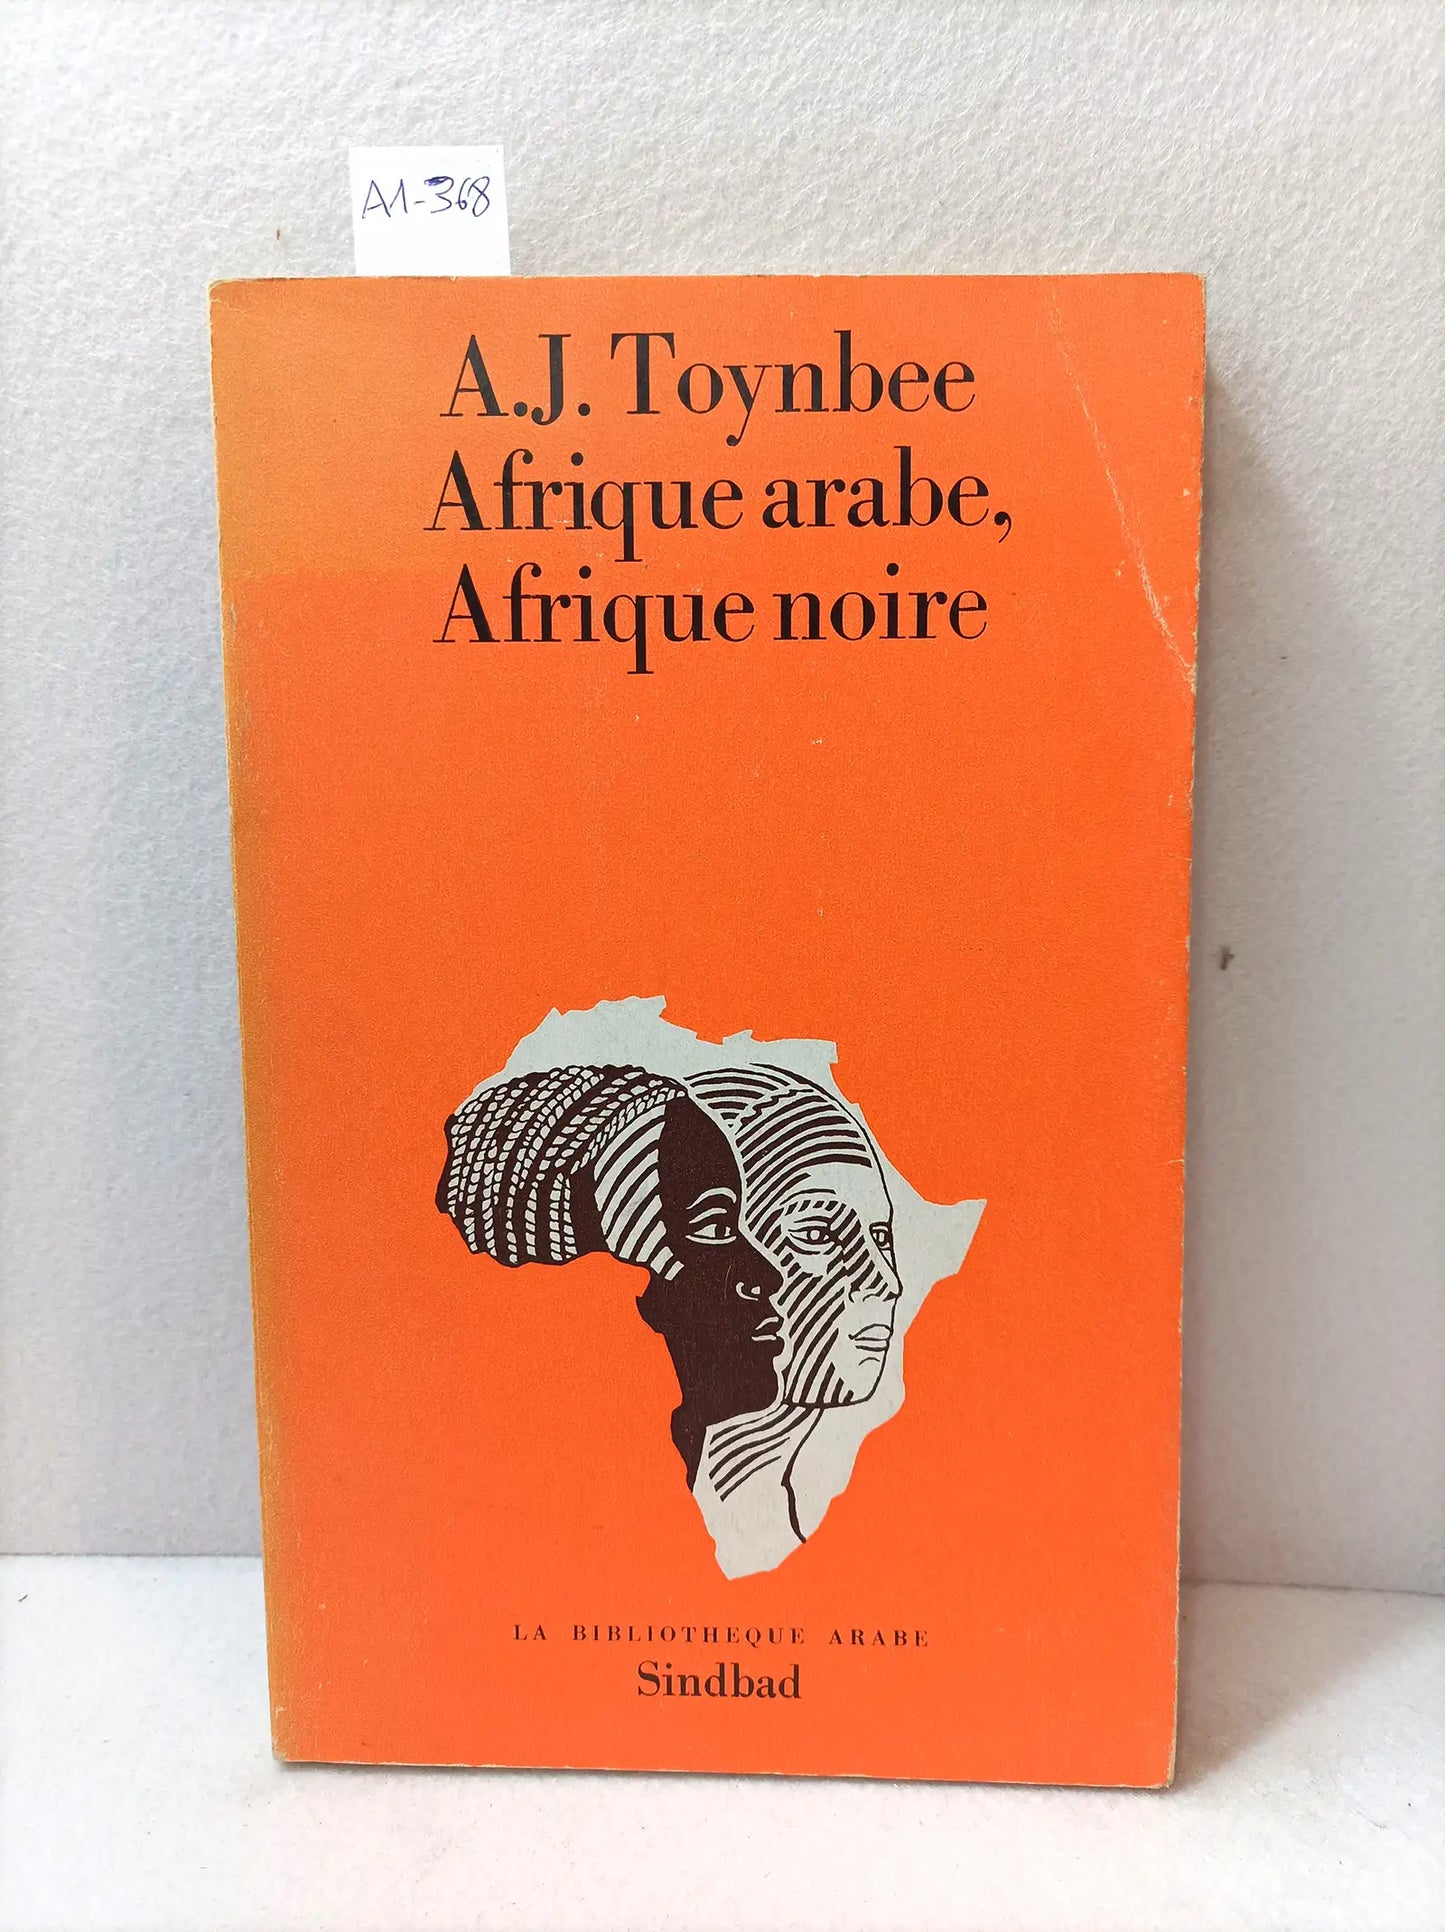 A1-368
A.J. Toynbee
Afrique arabe,
Afrique noire
LA BIBLIOTHEQUE ARABE
Sindbad